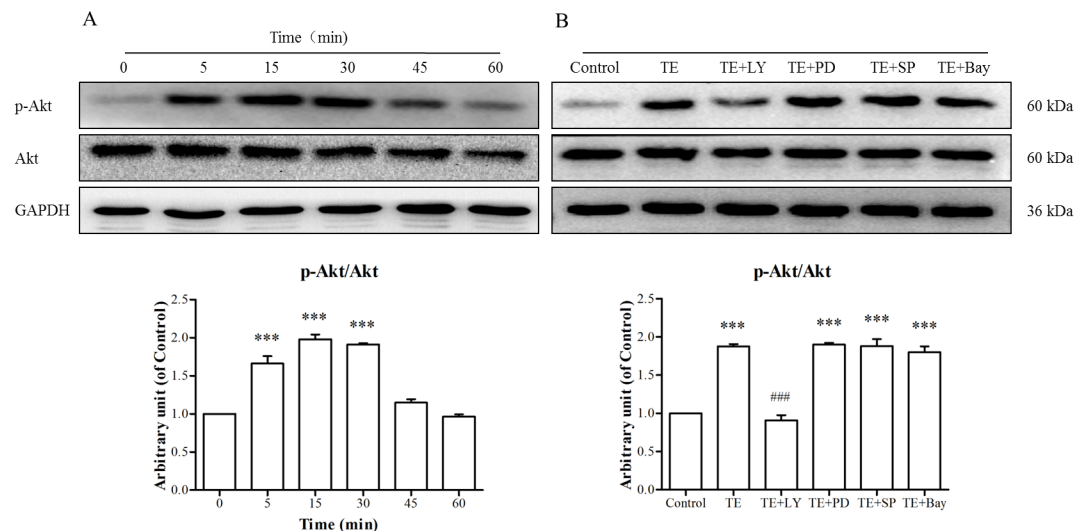 A
B
Time（min）
0 5 15 30 45 60
Control TE TE+LY TE+PD TE+SP TE+Bay
p-Akt
60 kDa
Akt
60 kDa
GAPDH
36 kDa
p-Akt/Akt
Arbitrary unit (of Control)
2.5
2.0
1.5
1.0
0.5
0.0
*** *** ***
0 5 15 30 45 60
Time (min)
p-Akt/Akt
Arbitrary unit (of Control)
2.5
2.0
1.5
1.0
0.5
0.0
*** ### *** *** ***
Control TE TE+LY TE+PD TE+SP TE+Bay